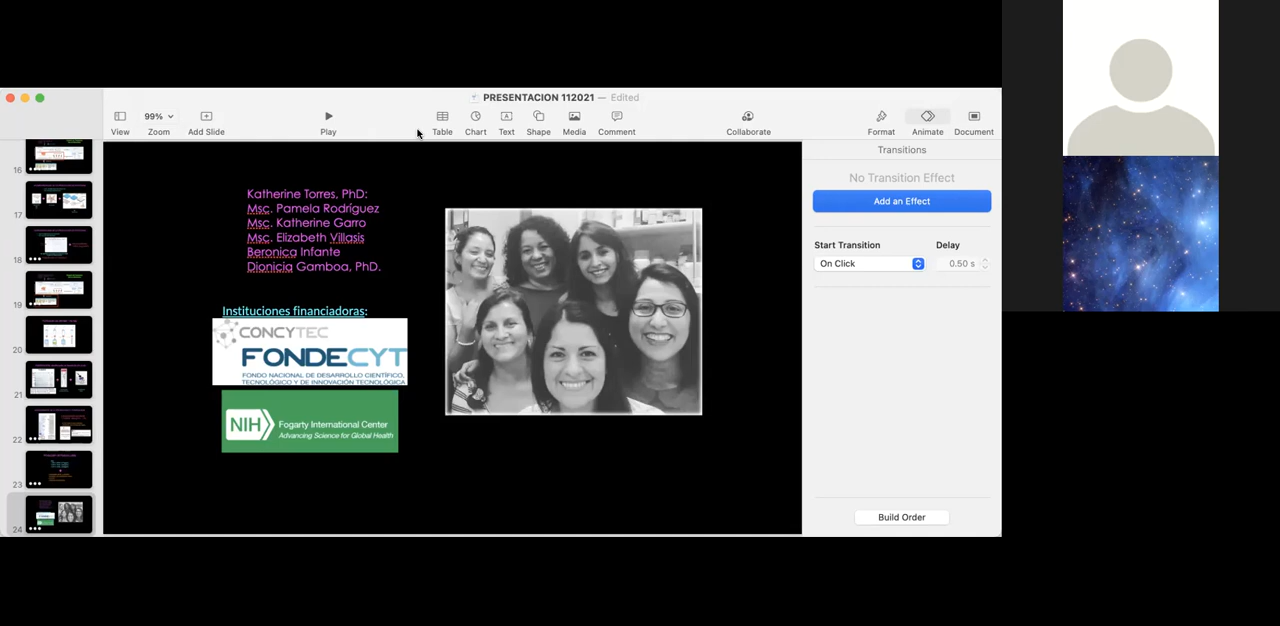 PRESENTACION 112021 — Edited
99%
View
Zoom
Add Slide
Play
Table
Chart
Text
Shape
Media
Comment
Collaborate
Format
Animate
Document
16
17
18
19
20
21
22
23
24
Katherine Torres, PhD:
Msc. Pamela Rodríguez
Msc. Katherine Garro
Msc. Elizabeth Villasis
Beronica Infante
Dionicia Gamboa, PhD.
Instituciones financiadoras:
CONCYTEC
FONDECYT
FONDO NACIONAL DE DESARROLLO CIENTÍFICO,
TECNOLÓGICO Y DE INNOVACIÓN TECNOLÓGICA
NIH
Fogarty International Center
Advancing Science for Global Health
Transitions
No Transition Effect
Add an Effect
Start Transition
Delay
On Click
0.50 s
Build Order